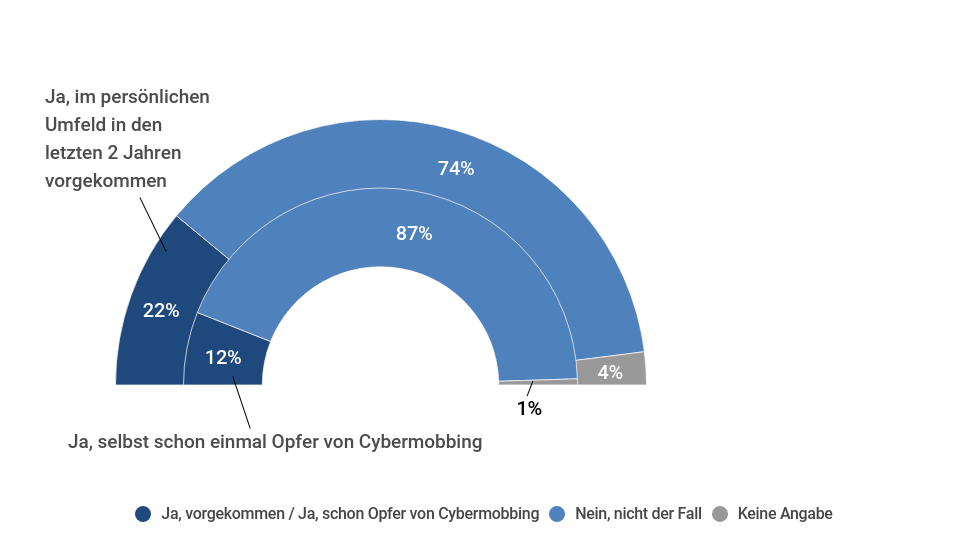 Ja, im persönlichen
Umfeld in den
letzten 2 Jahren
vorgekommen
74%
87%
22%
12%
4%
1%
Ja, selbst schon einmal Opfer von Cybermobbing
Ja, vorgekommen / Ja, schon Opfer von Cybermobbing Nein, nicht der Fall Keine Angabe